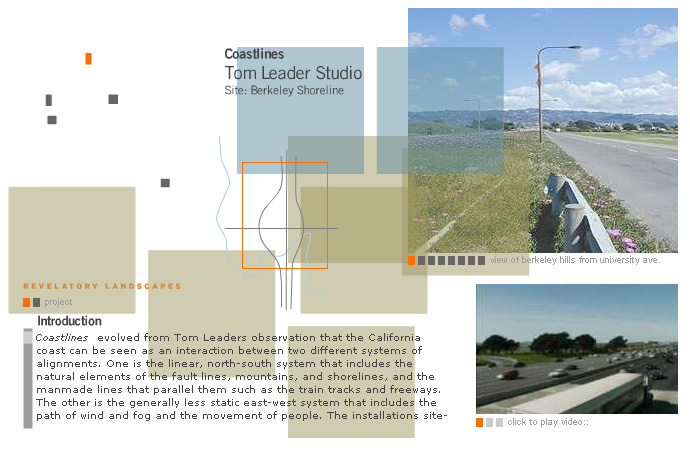 Coastlines
Tom Leader Studio
Site: Berkeley Shoreline
view of berkeley hills from university ave.
REVELATORY LANDSCAPES
project
Introduction
Coastlines evolved from Tom Leaders observation that the California
coast can be seen as an interaction between two different systems of
alignments. One is the linear, north-south system that includes the
natural elements of the fault lines, mountains, and shorelines, and the
manmade lines that parallel them such as the train tracks and freeways.
The other is the generally less static east-west system that includes the
path of wind and fog and the movement of people. The installations site-
click to play video::